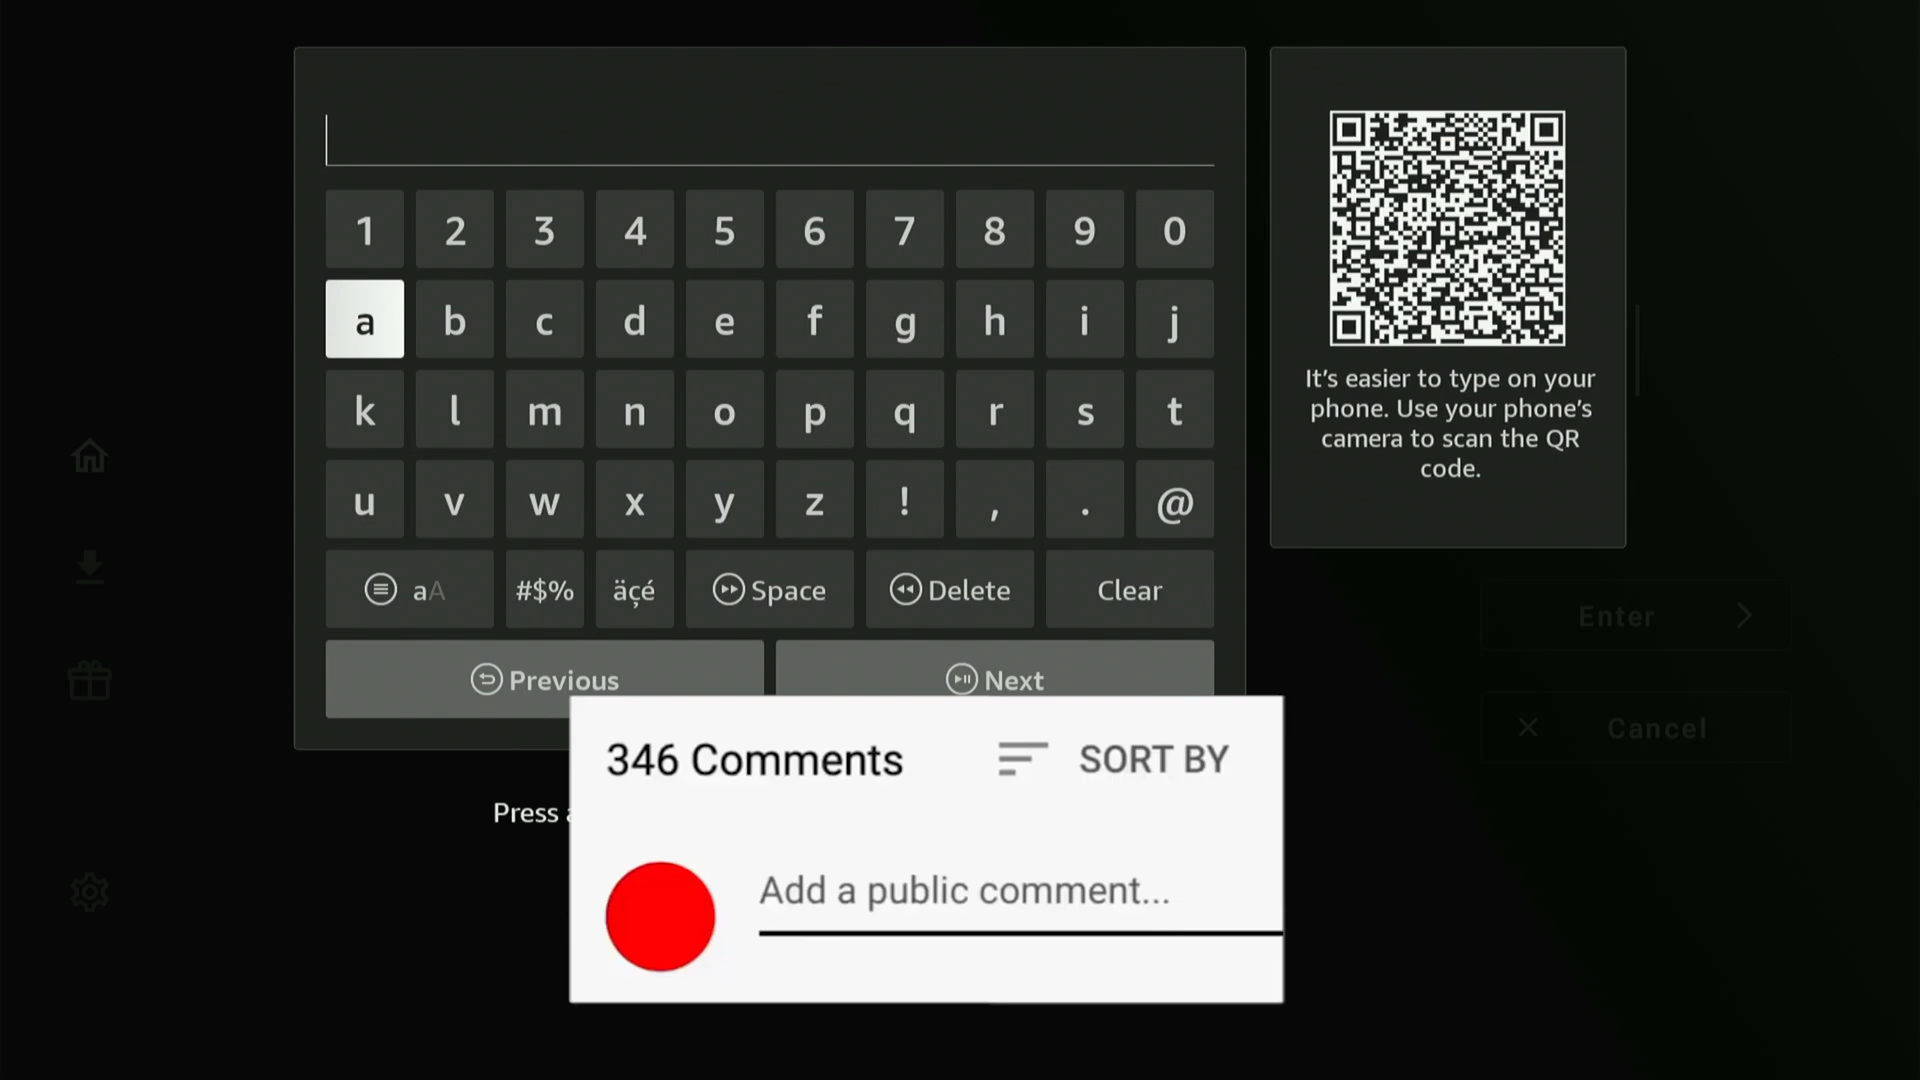 1 2 3 4 5 6 7 8 9 0
a b c d e f g h i j
k l m n o p q r s t
u v w x y z ! , . @
aA #$% äçé Space Delete Clear
Previous Next
It's easier to type on your
phone. Use your phone's
camera to scan the QR
code.
Enter
Cancel
Press
346 Comments SORT BY
Add a public comment...